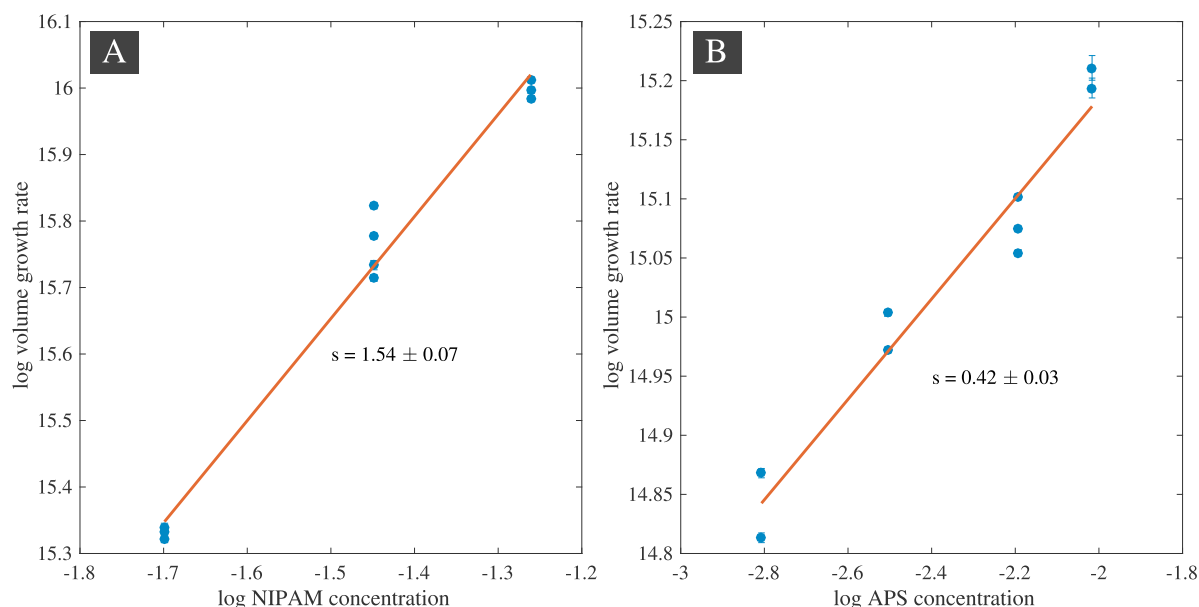 A
16.1
16
15.9
15.8
15.7
15.6
15.5
15.4
15.3
log volume growth rate
s = 1.54 ± 0.07
-1.8 -1.7 -1.6 -1.5 -1.4 -1.3 -1.2
log NIPAM concentration
B
15.25
15.2
15.15
15.1
15.05
15
14.95
14.9
14.85
14.8
log volume growth rate
s = 0.42 ± 0.03
-3 -2.8 -2.6 -2.4 -2.2 -2 -1.8
log APS concentration